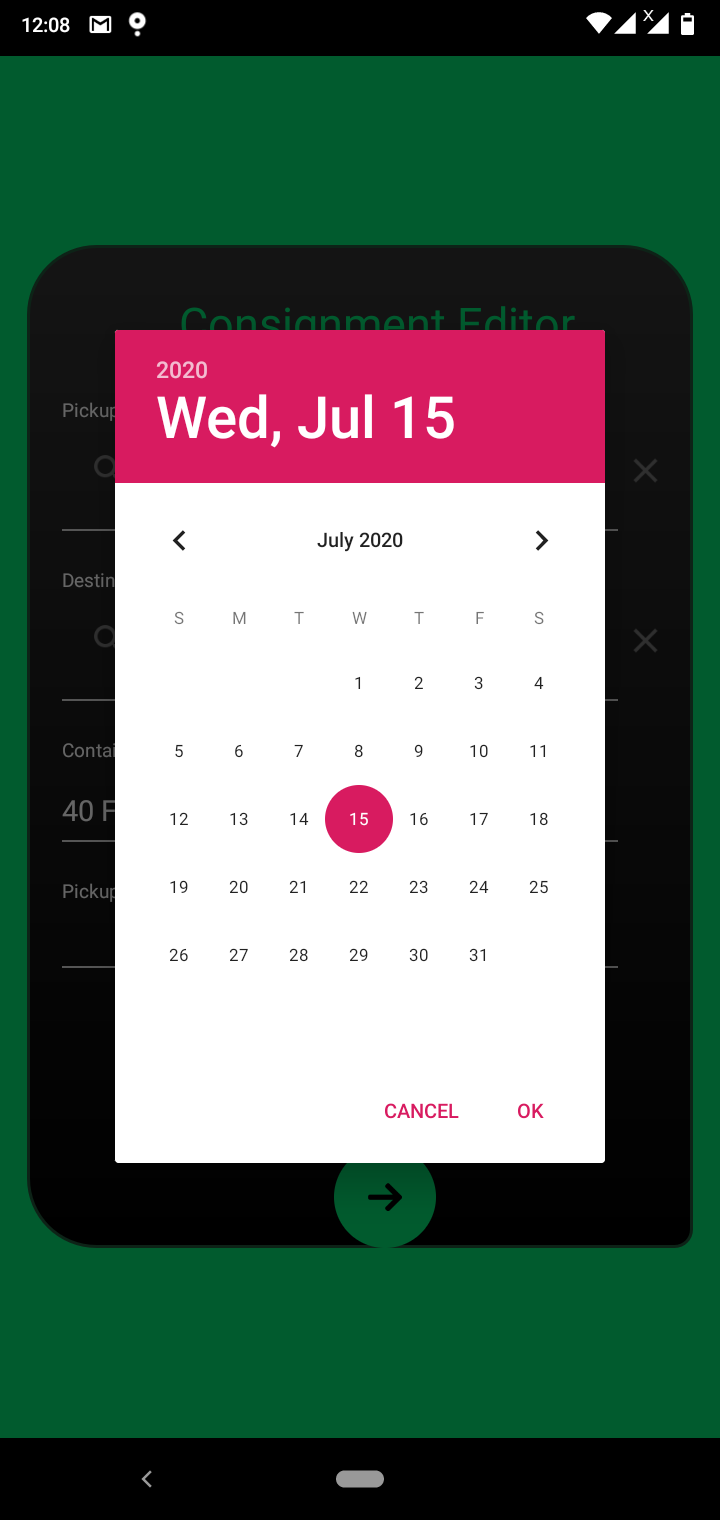 12:08
Consignment Editor
2020
Wed, Jul 15
Pickup
July 2020
Destin
S M T W T F S
1 2 3 4
Contai
5 6 7 8 9 10 11
40 F
12 13 14 15 16 17 18
Pickup
19 20 21 22 23 24 25
26 27 28 29 30 31
CANCEL OK